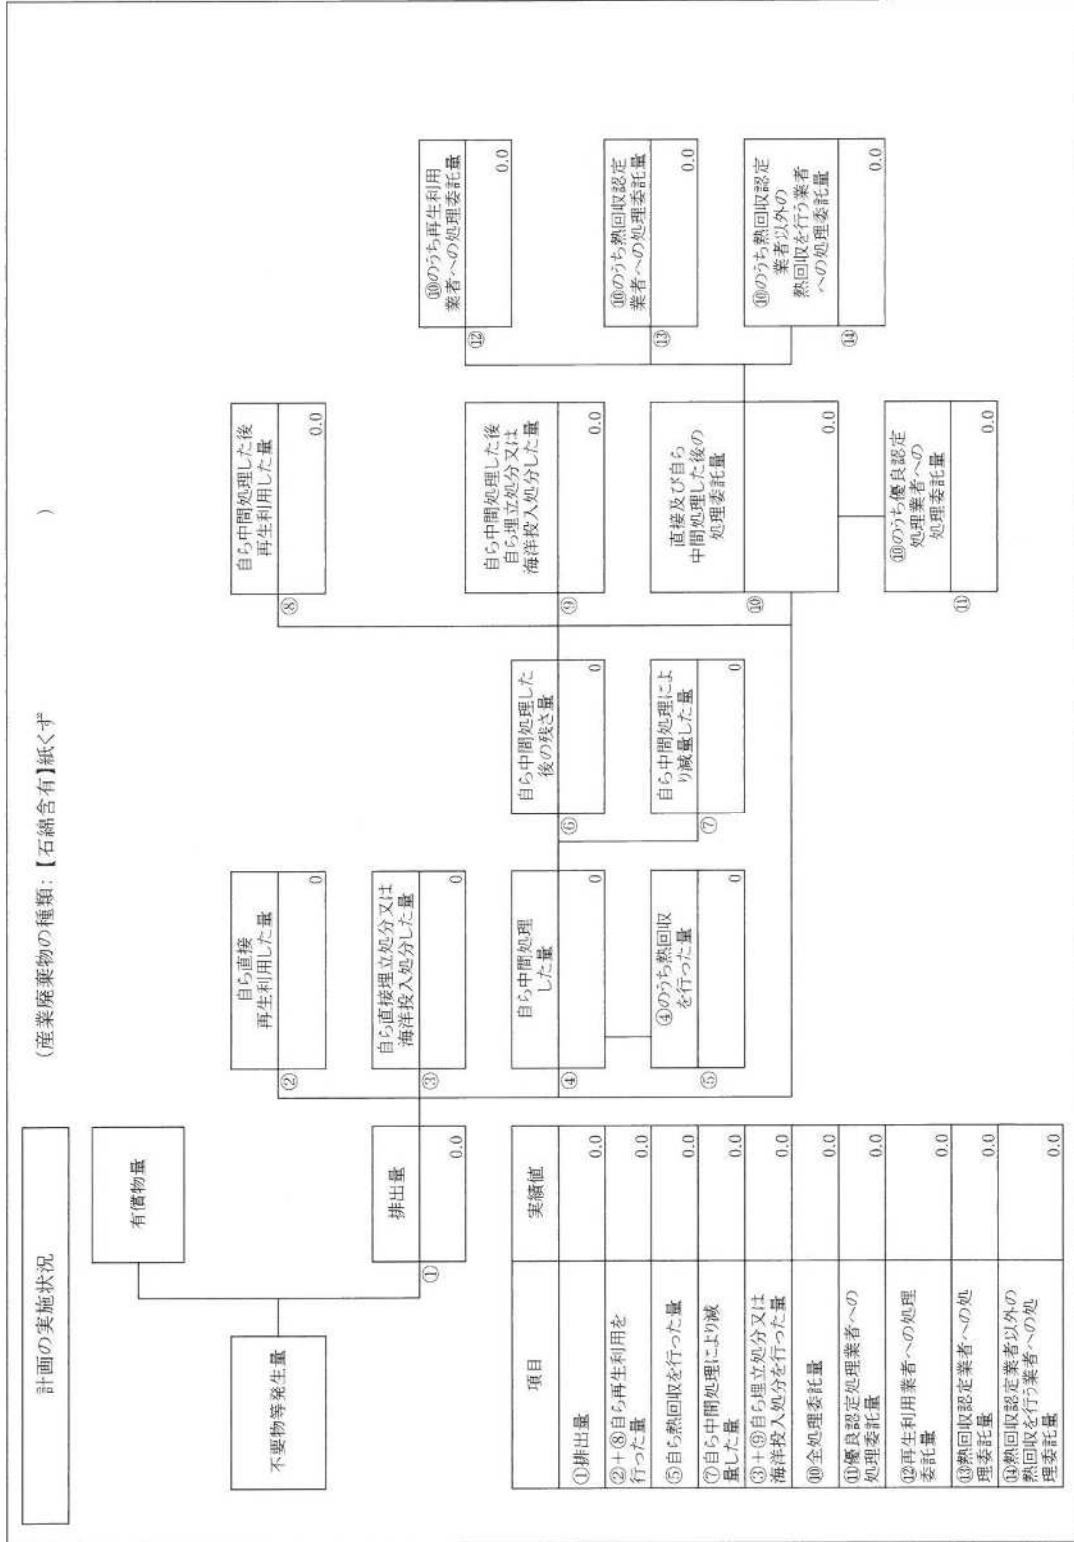 計画の実施状況
(産業廃棄物の種類:【石綿含有】紙くず
)
不要物等発生量
有償物量
①
排出量
0.0
②
自ら直接
再生利用した量
0
③
自ら直接埋立処分又は
海洋投入処分した量
0
④
自ら中間処理
した量
0
⑤
④のうち熱回収
を行った量
0
⑥
自ら中間処理した
後の残さ量
0
⑦
自ら中間処理によ
り減量した量
0
⑧
自ら中間処理した後
再生利用した量
0.0
⑨
自ら中間処理した後
自ら埋立処分又は
海洋投入処分した量
0.0
⑩
直接及び自ら
中間処理した後の
処理委託量
0.0
⑪
⑩のうち優良認定
処理業者への
処理委託量
0.0
⑫
⑩のうち再生利用
業者への処理委託量
0.0
⑬
⑩のうち熱回収認定
業者への処理委託量
0.0
⑭
⑩のうち熱回収認定
業者以外の
熱回収を行う業者
への処理委託量
0.0
項目 実績値
①排出量 0.0
②+⑧自ら再生利用を
行った量 0.0
⑤自ら熱回収を行った量 0.0
⑦自ら中間処理により減
量した量 0.0
③+⑨自ら埋立処分又は
海洋投入処分を行った量 0.0
⑩全処理委託量 0.0
⑪優良認定処理業者への
処理委託量 0.0
⑫再生利用業者への処理
委託量 0.0
⑬熱回収認定業者への処
理委託量 0.0
⑭熱回収認定業者以外の
熱回収を行う業者への処
理委託量 0.0